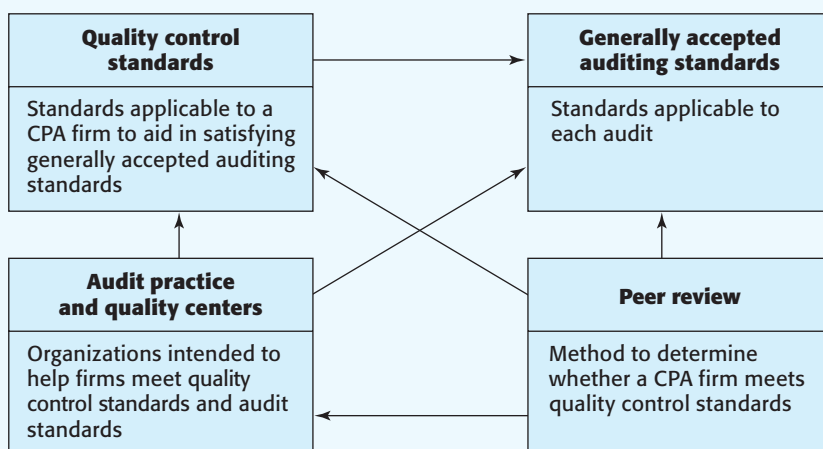 Quality control
standards
Standards applicable to a
CPA firm to aid in satisfying
generally accepted auditing
standards
Generally accepted
auditing standards
Standards applicable to
each audit
Audit practice
and quality centers
Organizations intended to
help firms meet quality
control standards and audit
standards
Peer review
Method to determine
whether a CPA firm meets
quality control standards